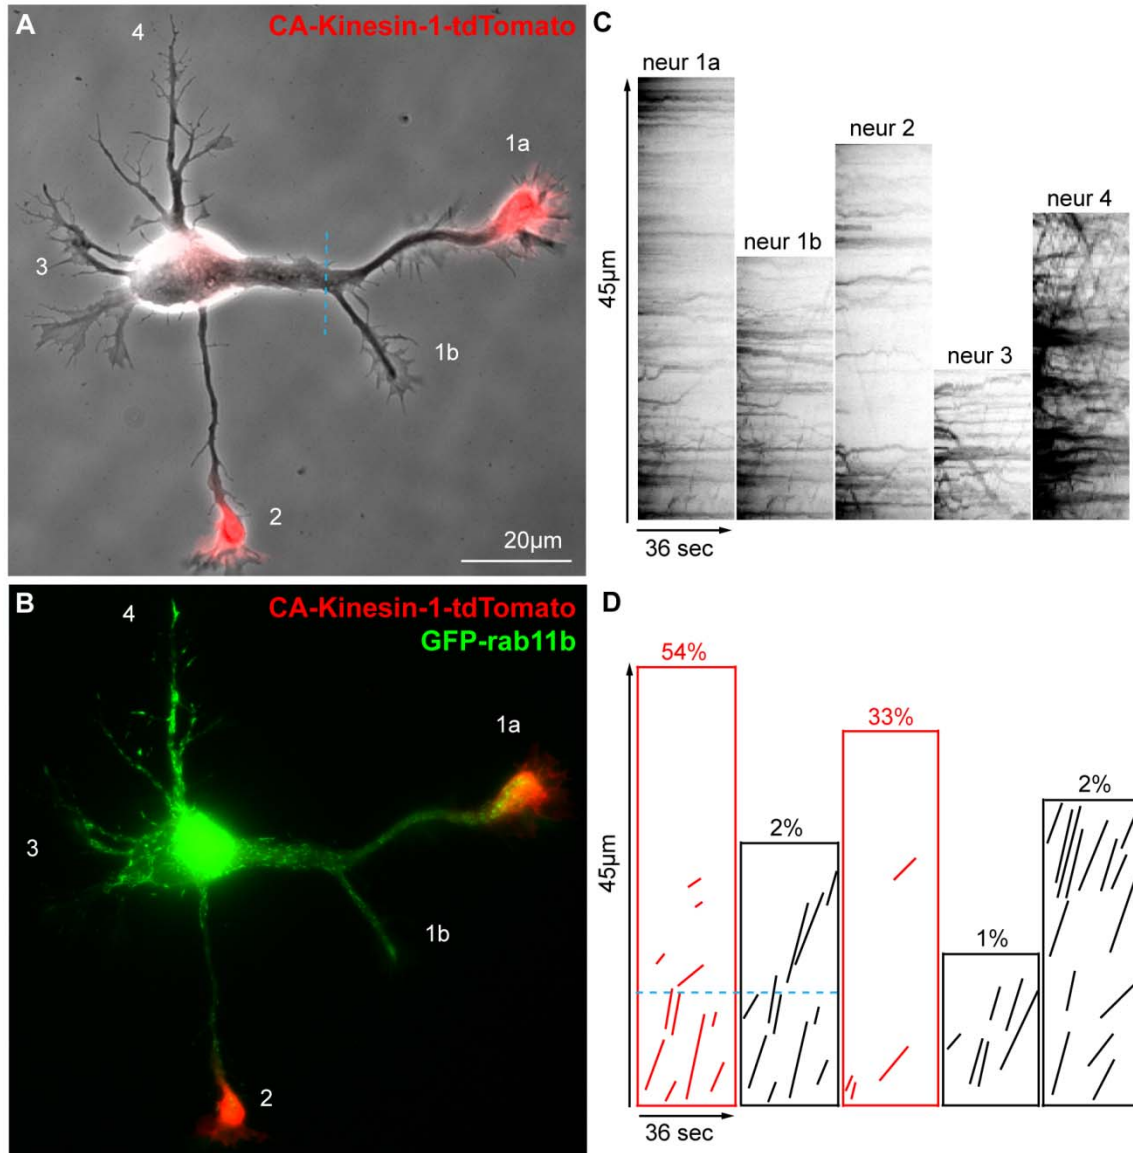 A
CA-Kinesin-1-tdTomato
4
1a
3
1b
2
20µm
B
CA-Kinesin-1-tdTomato
GFP-rab11b
4
1a
3
1b
2
C
neur 1a
neur 2
neur 4
neur 1b
neur 3
45µm
36 sec
D
54%
33%
2%
2%
1%
45µm
36 sec